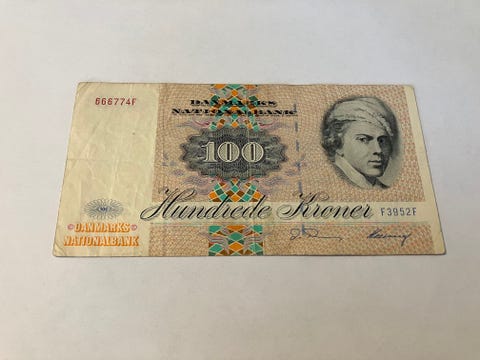 666774F
DANMARKS
NATIONALBANK
100
Hundrede Kroner
F3952F
©DANMARKS©
NATIONALBANK